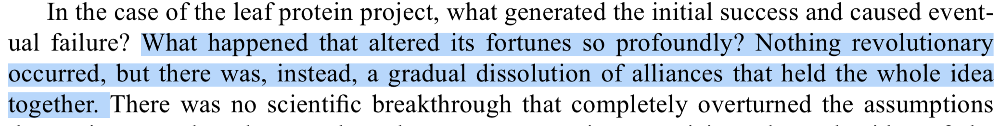 In the case of the leaf protein project, what generated the initial success and caused event-
ual failure? What happened that altered its fortunes so profoundly? Nothing revolutionary
occurred, but there was, instead, a gradual dissolution of alliances that held the whole idea
together. There was no scientific breakthrough that completely overturned the assumptions